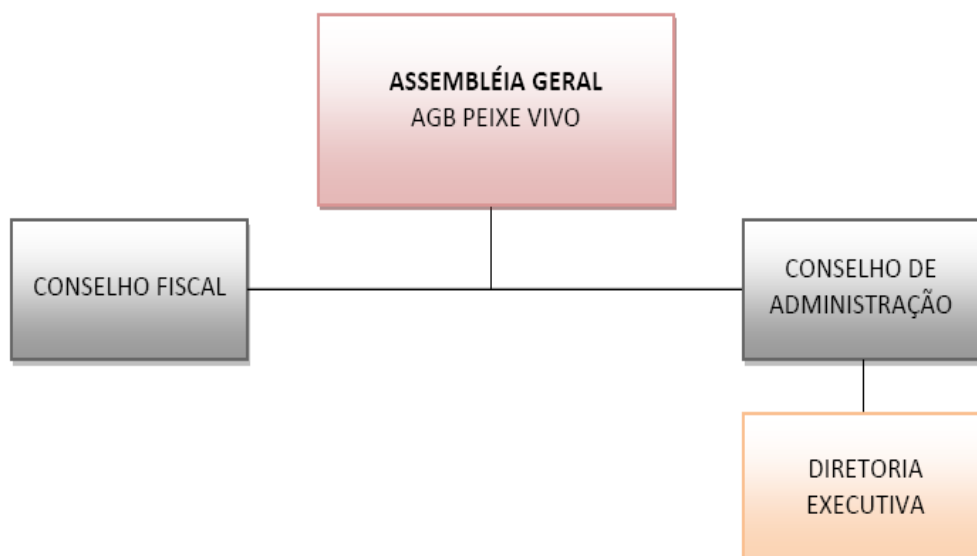 ASSEMBLÉIA GERAL
AGB PEIXE VIVO
CONSELHO FISCAL
CONSELHO DE
ADMINISTRAÇÃO
DIRETORIA
EXECUTIVA